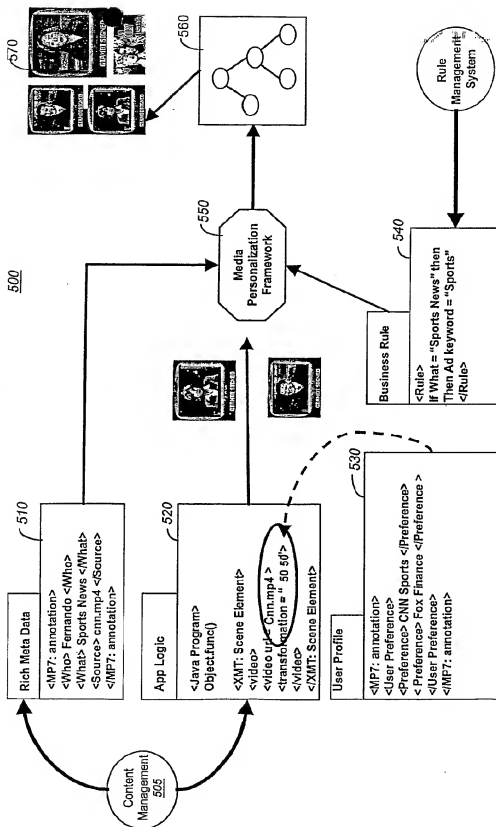 500
Content
Management
505
Rich Meta Data
510
<MP7: annotation>
<Who> Fernando </Who>
<What> Sports News </What>
<Source> cnn.mp4 </Source>
</MP7: annotation>
App Logic
520
<Java Program>
Object.func()
<XMT: Scene Element>
<video>
<video url = Cnn.mp4 >
<transformation = " 50 50">
</video>
</XMT: Scene Element>
User Profile
530
<MP7: annotation>
<User Preference>
<Preference> CNN Sports </Preference>
< Preference> Fox Finance </Preference >
</User Preference>
</MP7: annotation>
Business Rule
540
<Rule>
If What = "Sports News" then
Then Ad keyword = "Sports"
</Rule>
Rule
Management
System
550
Media
Personalization
Framework
560
570